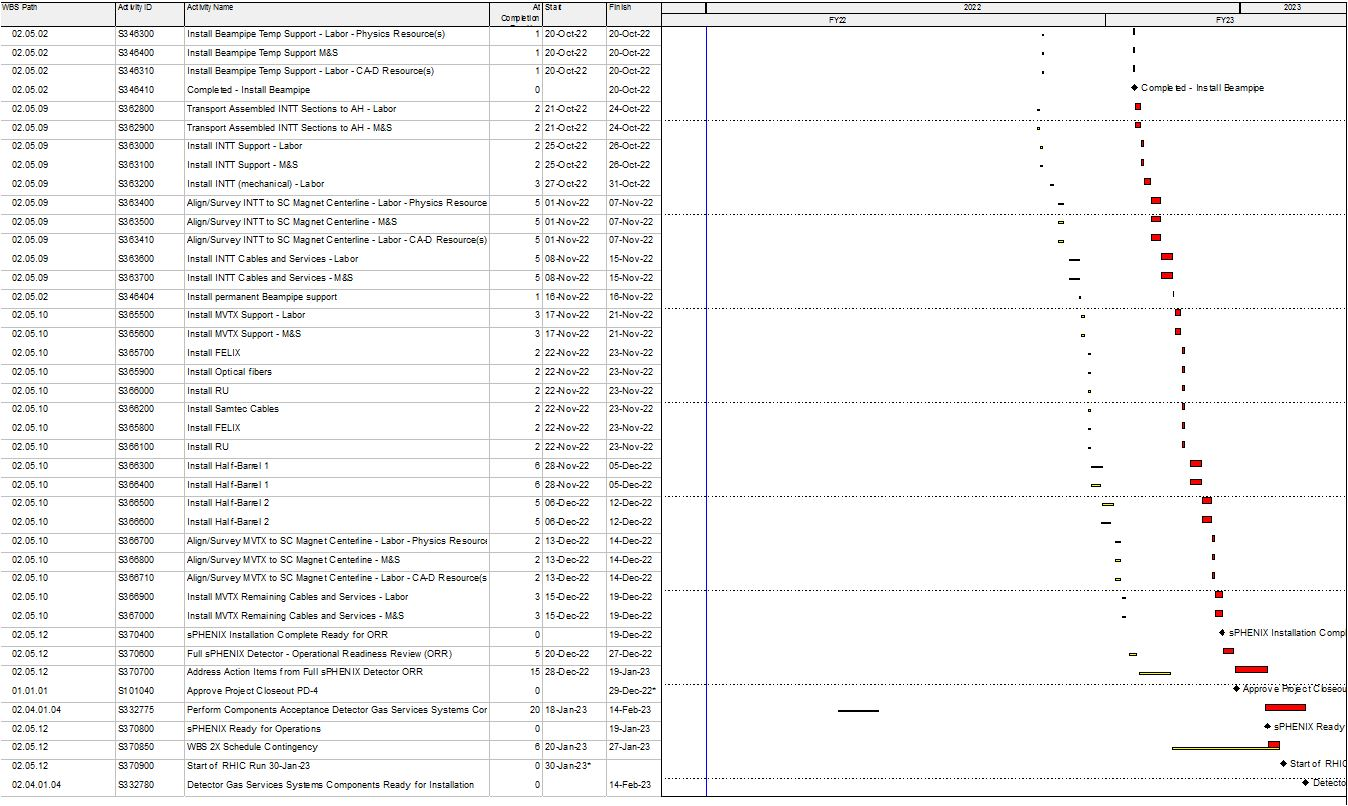 WBS Path Activity ID Activity Name At Start Finish 2022 2023
Completion FY22 FY23
02.05.02 S346300 Install Beampipe Temp Support - Labor - Physics Resource(s) 1 20-Oct-22 20-Oct-22
02.05.02 S346400 Install Beampipe Temp Support M&S 1 20-Oct-22 20-Oct-22
02.05.02 S346310 Install Beampipe Temp Support - Labor - CA-D Resource(s) 1 20-Oct-22 20-Oct-22
02.05.02 S346410 Completed - Install Beampipe 0 20-Oct-22 Completed - Install Beampipe
02.05.09 S362800 Transport Assembled INTT Sections to AH - Labor 2 21-Oct-22 24-Oct-22
02.05.09 S362900 Transport Assembled INTT Sections to AH - M&S 2 21-Oct-22 24-Oct-22
02.05.09 S363000 Install INTT Support - Labor 2 25-Oct-22 26-Oct-22
02.05.09 S363100 Install INTT Support - M&S 2 25-Oct-22 26-Oct-22
02.05.09 S363200 Install INTT (mechanical) - Labor 3 27-Oct-22 31-Oct-22
02.05.09 S363400 Align/Survey INTT to SC Magnet Centerline - Labor - Physics Resource 5 01-Nov-22 07-Nov-22
02.05.09 S363500 Align/Survey INTT to SC Magnet Centerline - M&S 5 01-Nov-22 07-Nov-22
02.05.09 S363410 Align/Survey INTT to SC Magnet Centerline - Labor - CA-D Resource(s) 5 01-Nov-22 07-Nov-22
02.05.09 S363600 Install INTT Cables and Services - Labor 5 08-Nov-22 15-Nov-22
02.05.09 S363700 Install INTT Cables and Services - M&S 5 08-Nov-22 15-Nov-22
02.05.02 S346404 Install permanent Beampipe support 1 16-Nov-22 16-Nov-22
02.05.10 S365500 Install MVTX Support - Labor 3 17-Nov-22 21-Nov-22
02.05.10 S365600 Install MVTX Support - M&S 3 17-Nov-22 21-Nov-22
02.05.10 S365700 Install FELIX 2 22-Nov-22 23-Nov-22
02.05.10 S365900 Install Optical fibers 2 22-Nov-22 23-Nov-22
02.05.10 S366000 Install RU 2 22-Nov-22 23-Nov-22
02.05.10 S366200 Install Samtec Cables 2 22-Nov-22 23-Nov-22
02.05.10 S365800 Install FELIX 2 22-Nov-22 23-Nov-22
02.05.10 S366100 Install RU 2 22-Nov-22 23-Nov-22
02.05.10 S366300 Install Half-Barrel 1 6 28-Nov-22 05-Dec-22
02.05.10 S366400 Install Half-Barrel 1 6 28-Nov-22 05-Dec-22
02.05.10 S366500 Install Half-Barrel 2 5 06-Dec-22 12-Dec-22
02.05.10 S366600 Install Half-Barrel 2 5 06-Dec-22 12-Dec-22
02.05.10 S366700 Align/Survey MVTX to SC Magnet Centerline - Labor - Physics Resource 2 13-Dec-22 14-Dec-22
02.05.10 S366800 Align/Survey MVTX to SC Magnet Centerline - M&S 2 13-Dec-22 14-Dec-22
02.05.10 S366710 Align/Survey MVTX to SC Magnet Centerline - Labor - CA-D Resource(s 2 13-Dec-22 14-Dec-22
02.05.10 S366900 Install MVTX Remaining Cables and Services - Labor 3 15-Dec-22 19-Dec-22
02.05.10 S367000 Install MVTX Remaining Cables and Services - M&S 3 15-Dec-22 19-Dec-22
02.05.12 S370400 sPHENIX Installation Complete Ready for ORR 0 19-Dec-22 sPHENIX Installation Compl
02.05.12 S370600 Full sPHENIX Detector - Operational Readiness Review (ORR) 5 20-Dec-22 27-Dec-22
02.05.12 S370700 Address Action Items from Full sPHENIX Detector ORR 15 28-Dec-22 19-Jan-23
01.01.01 S101040 Approve Project Closeout PD-4 0 29-Dec-22* Approve Project Closeou
02.04.01.04 S332775 Perform Components Acceptance Detector Gas Services Systems Cor 20 18-Jan-23 14-Feb-23
02.05.12 S370800 sPHENIX Ready for Operations 0 19-Jan-23 sPHENIX Ready
02.05.12 S370850 WBS 2X Schedule Contingency 6 20-Jan-23 27-Jan-23
02.05.12 S370900 Start of RHIC Run 30-Jan-23 0 30-Jan-23* Start of RHIC
02.04.01.04 S332780 Detector Gas Services Systems Components Ready for Installation 0 14-Feb-23 Detecto